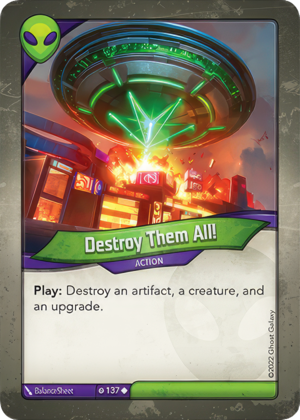 Destroy Them All!
ACTION
Play: Destroy an artifact, a creature, and
an upgrade.
©2022 Ghost Galaxy
BalanceSheet
137